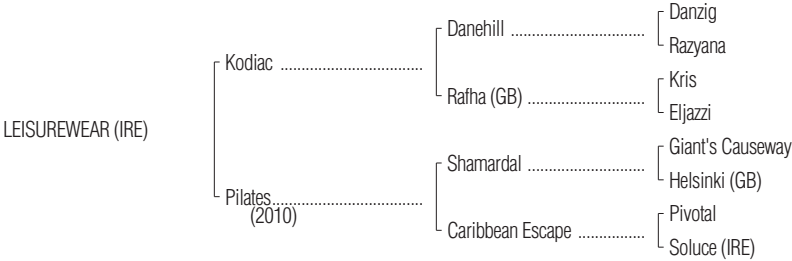 Danzig
Danehill
Razyana
Kodiac
Kris
Rafha (GB)
Eljazzi
LEISUREWEAR (IRE)
Giant's Causeway
Shamardal
Helsinki (GB)
Pilates
(2010)
Pivotal
Caribbean Escape
Soluce (IRE)